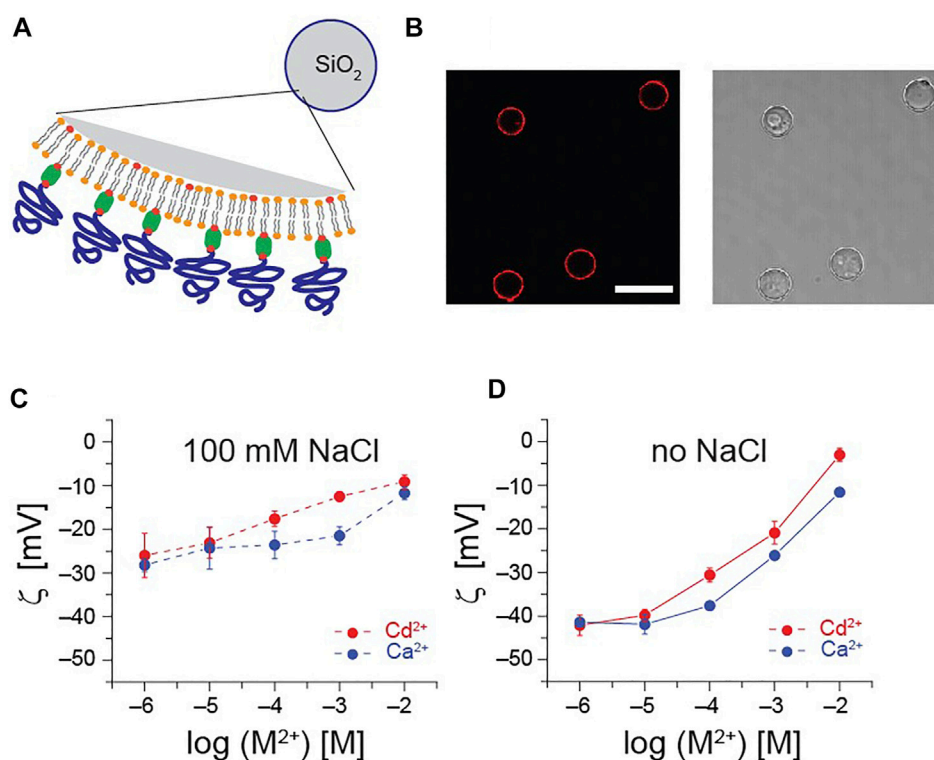 A
SiO₂
B
C
100 mM NaCl
0
−10
−20
−30
−40
−50
ζ [mV]
Cd²⁺
Ca²⁺
−6 −5 −4 −3 −2
log (M²⁺) [M]
D
no NaCl
0
−10
−20
−30
−40
−50
ζ [mV]
Cd²⁺
Ca²⁺
−6 −5 −4 −3 −2
log (M²⁺) [M]